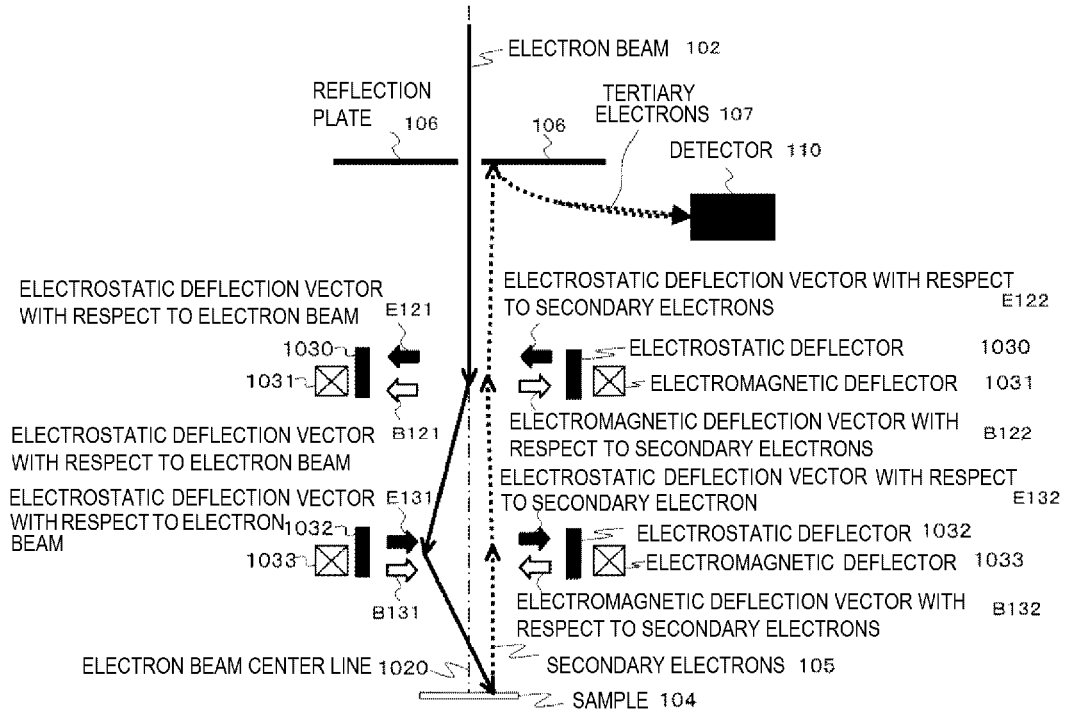 ELECTRON BEAM 102
REFLECTION
PLATE
106
106
TERTIARY
ELECTRONS 107
DETECTOR 110
ELECTROSTATIC DEFLECTION VECTOR
WITH RESPECT TO ELECTRON BEAM
E121
ELECTROSTATIC DEFLECTION VECTOR WITH RESPECT
TO SECONDARY ELECTRONS
E122
1030
1031
B121
ELECTROSTATIC DEFLECTOR 1030
ELECTROMAGNETIC DEFLECTOR 1031
ELECTROSTATIC DEFLECTION VECTOR
WITH RESPECT TO ELECTRON BEAM
ELECTROMAGNETIC DEFLECTION VECTOR WITH
RESPECT TO SECONDARY ELECTRONS
B122
ELECTROSTATIC DEFLECTION VECTOR
WITH RESPECT TO ELECTRON
BEAM
E131
ELECTROSTATIC DEFLECTION VECTOR WITH RESPECT
TO SECONDARY ELECTRON
E132
1032
1033
B131
ELECTROSTATIC DEFLECTOR 1032
ELECTROMAGNETIC DEFLECTOR 1033
ELECTROMAGNETIC DEFLECTION VECTOR WITH
RESPECT TO SECONDARY ELECTRONS
B132
ELECTRON BEAM CENTER LINE 1020
SECONDARY ELECTRONS 105
SAMPLE 104